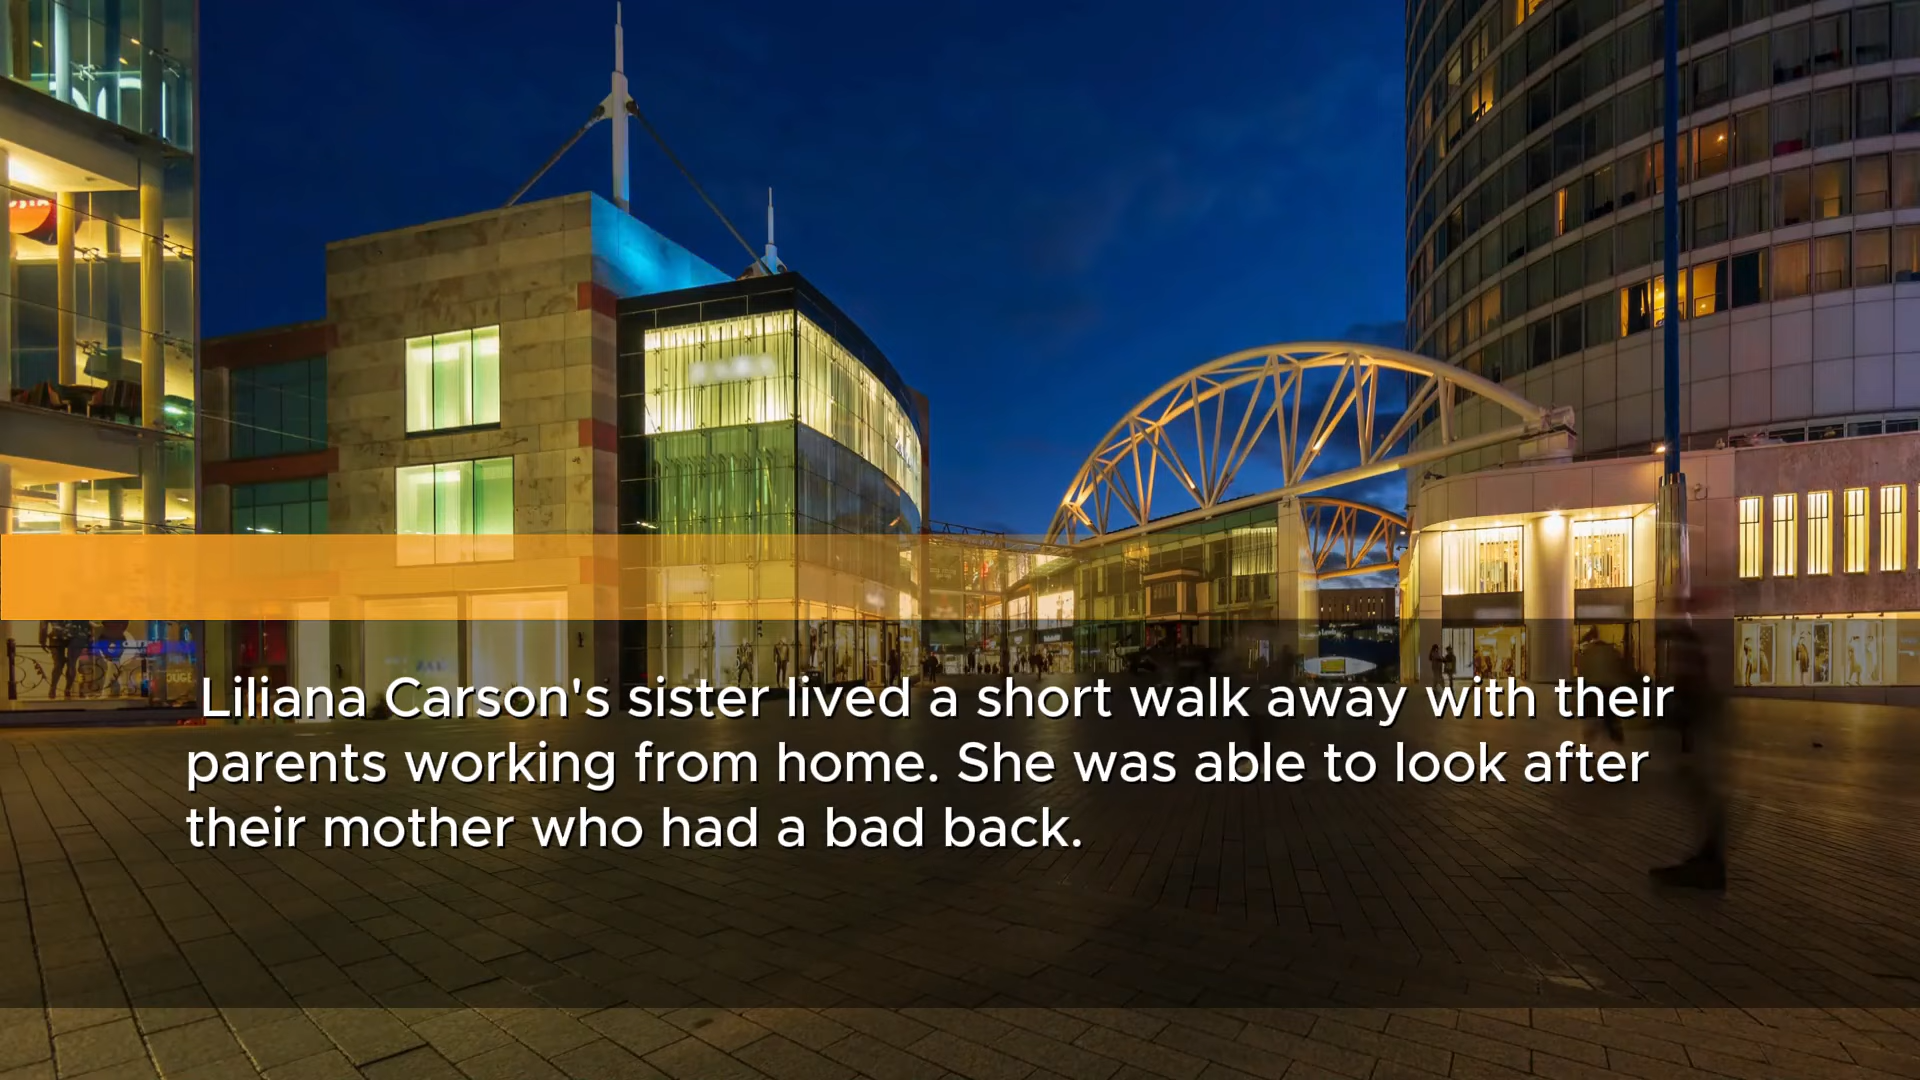 Liliana Carson's sister lived a short walk away with their
parents working from home. She was able to look after
their mother who had a bad back.